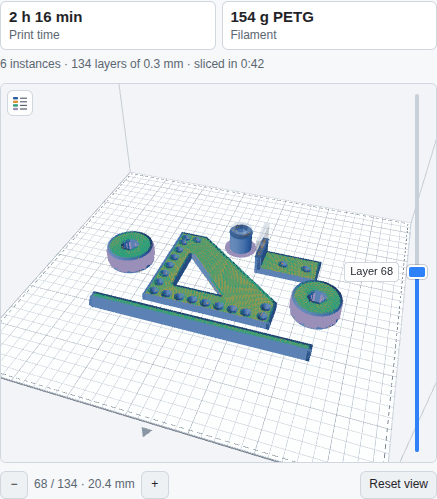 2 h 16 min
Print time
154 g PETG
Filament
6 instances · 134 layers of 0.3 mm · sliced in 0:42
Layer 68
− 68 / 134 · 20.4 mm + Reset view